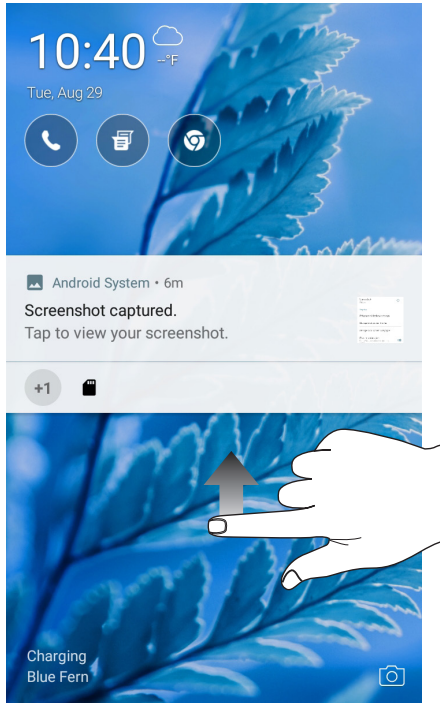 10:40
--°F
Tue, Aug 29
Android System • 6m
Screenshot captured.
Tap to view your screenshot.
+1
Charging
Blue Fern